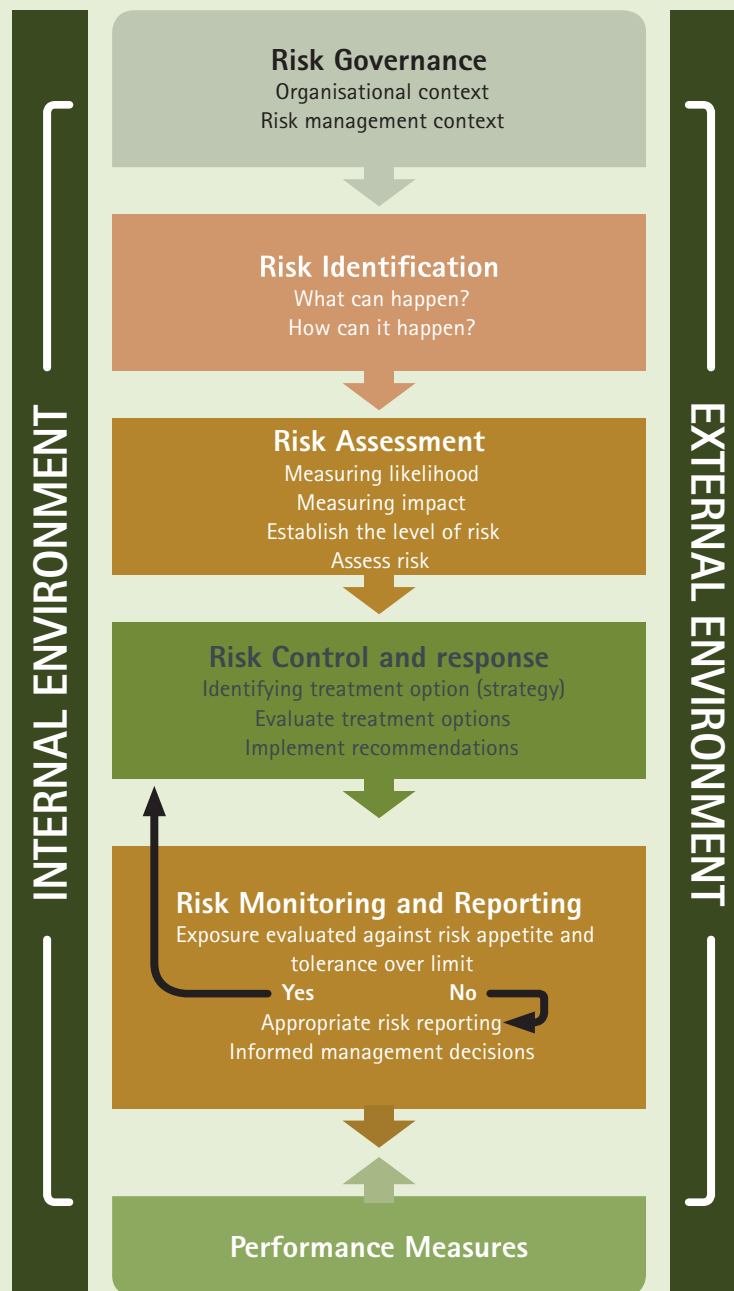 INTERNAL ENVIRONMENT
Risk Governance
Organisational context
Risk management context
Risk Identification
What can happen?
How can it happen?
Risk Assessment
Measuring likelihood
Measuring impact
Establish the level of risk
Assess risk
Risk Control and response
Identifying treatment option (strategy)
Evaluate treatment options
Implement recommendations
Risk Monitoring and Reporting
Exposure evaluated against risk appetite and
tolerance over limit
Yes No
Appropriate risk reporting
Informed management decisions
Performance Measures
EXTERNAL ENVIRONMENT